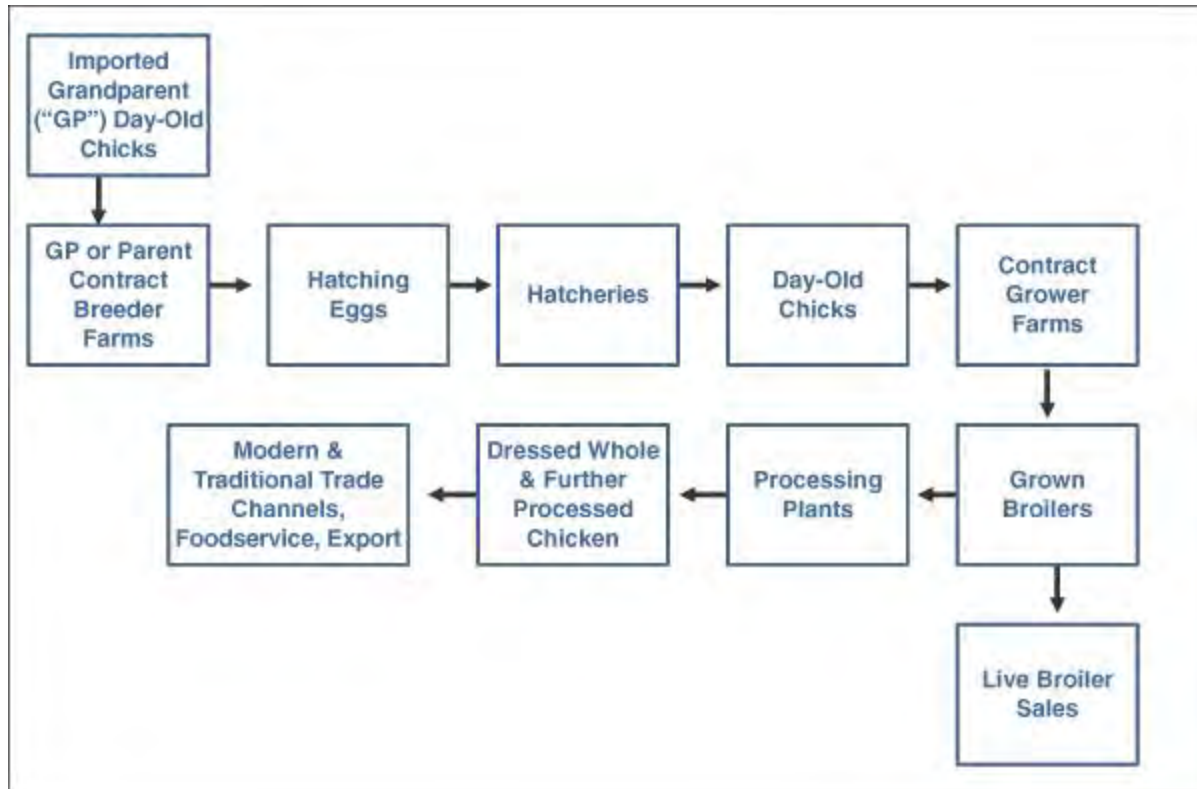 Imported
Grandparent
(“GP”) Day-Old
Chicks
GP or Parent
Contract
Breeder
Farms
Hatching
Eggs
Hatcheries
Day-Old
Chicks
Contract
Grower
Farms
Modern &
Traditional Trade
Channels,
Foodservice, Export
Dressed Whole
& Further
Processed
Chicken
Processing
Plants
Grown
Broilers
Live Broiler
Sales